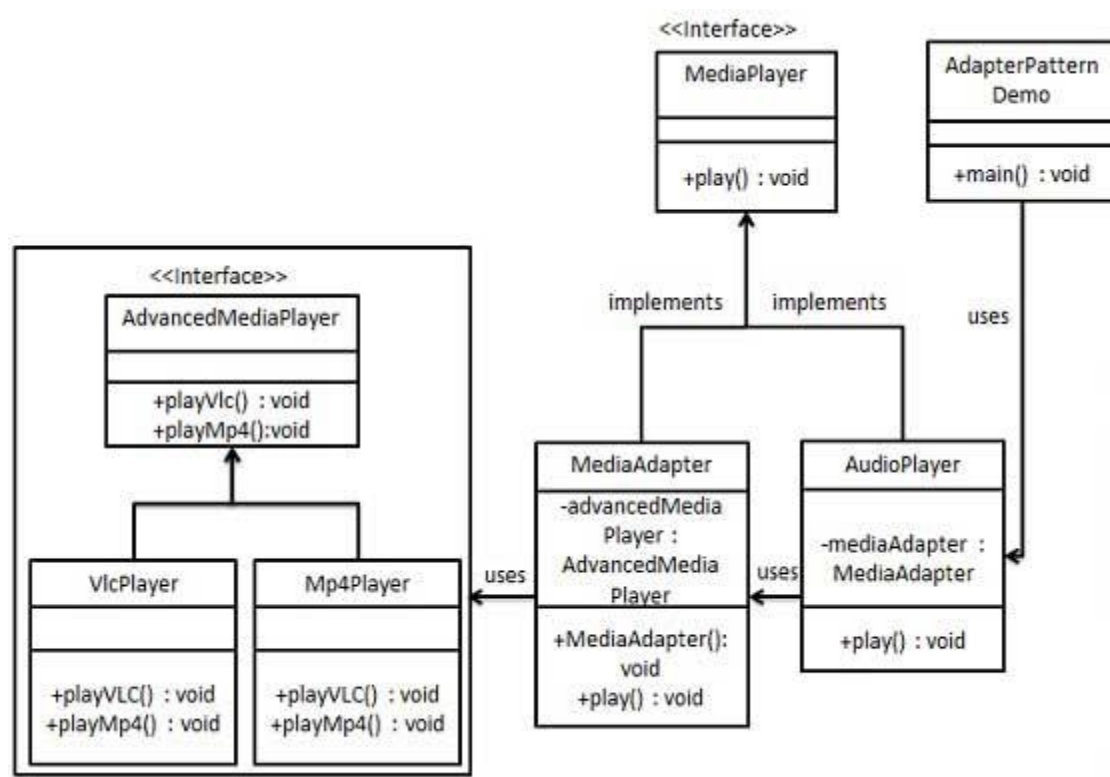 <<Interface>>
MediaPlayer
+play() : void
AdapterPattern
Demo
+main() : void
implements
implements
uses
<<Interface>>
AdvancedMediaPlayer
+playVlc() : void
+playMp4():void
VlcPlayer
+playVLC() : void
+playMp4() : void
Mp4Player
+playVLC() : void
+playMp4() : void
uses
MediaAdapter
-advancedMedia
Player :
AdvancedMedia
Player
+MediaAdapter():
void
+play() : void
uses
AudioPlayer
-mediaAdapter :
MediaAdapter
+play() : void